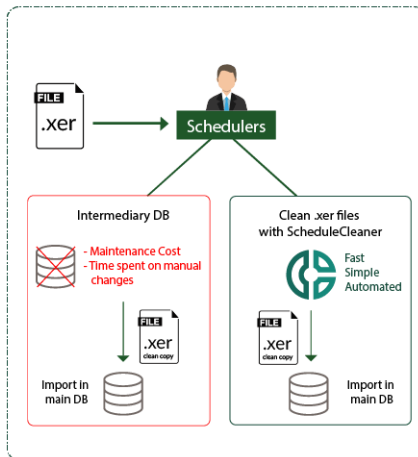 FILE
.xer
Schedulers
Intermediary DB
- Maintenance Cost
- Time spent on manual
changes
FILE
.xer
clean copy
Import in
main DB
Clean .xer files
with ScheduleCleaner
Fast
Simple
Automated
FILE
.xer
clean copy
Import in
main DB